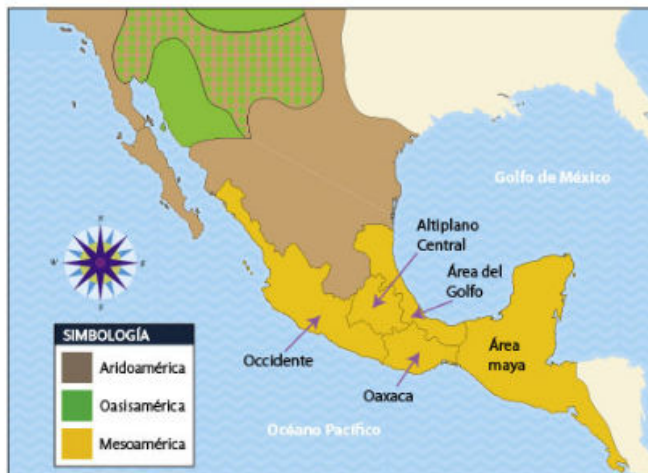 Golfo de México
Altiplano
Central
Área del
Golfo
SIMBOLOGÍA
Aridoamérica
Oasisamérica
Mesoamérica
Occidente
Oaxaca
Área
maya
Océano Pacífico